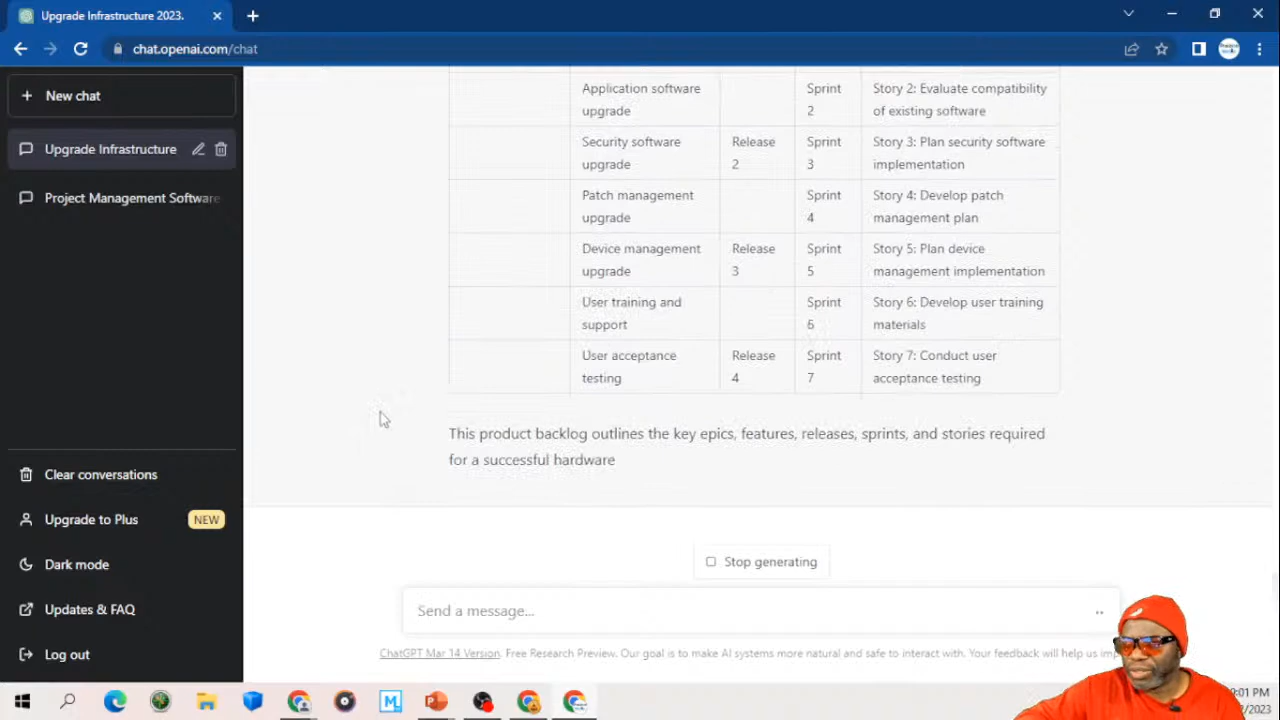 Upgrade Infrastructure 2023.
chat.openai.com/chat
New chat
Upgrade Infrastructure
Project Management Software
Clear conversations
Upgrade to Plus
NEW
Dark mode
Updates & FAQ
Log out
Application software
upgrade
Sprint
2
Story 2: Evaluate compatibility
of existing software
Security software
upgrade
Release
2
Sprint
3
Story 3: Plan security software
implementation
Patch management
upgrade
Sprint
4
Story 4: Develop patch
management plan
Device management
upgrade
Release
3
Sprint
5
Story 5: Plan device
management implementation
User training and
support
Sprint
6
Story 6: Develop user training
materials
User acceptance
testing
Release
4
Sprint
7
Story 7: Conduct user
acceptance testing
This product backlog outlines the key epics, features, releases, sprints, and stories required
for a successful hardware
Stop generating
Send a message...
ChatGPT Mar 14 Version. Free Research Preview. Our goal is to make AI systems more natural and safe to interact with. Your feedback will help us
:01 PM
/2023